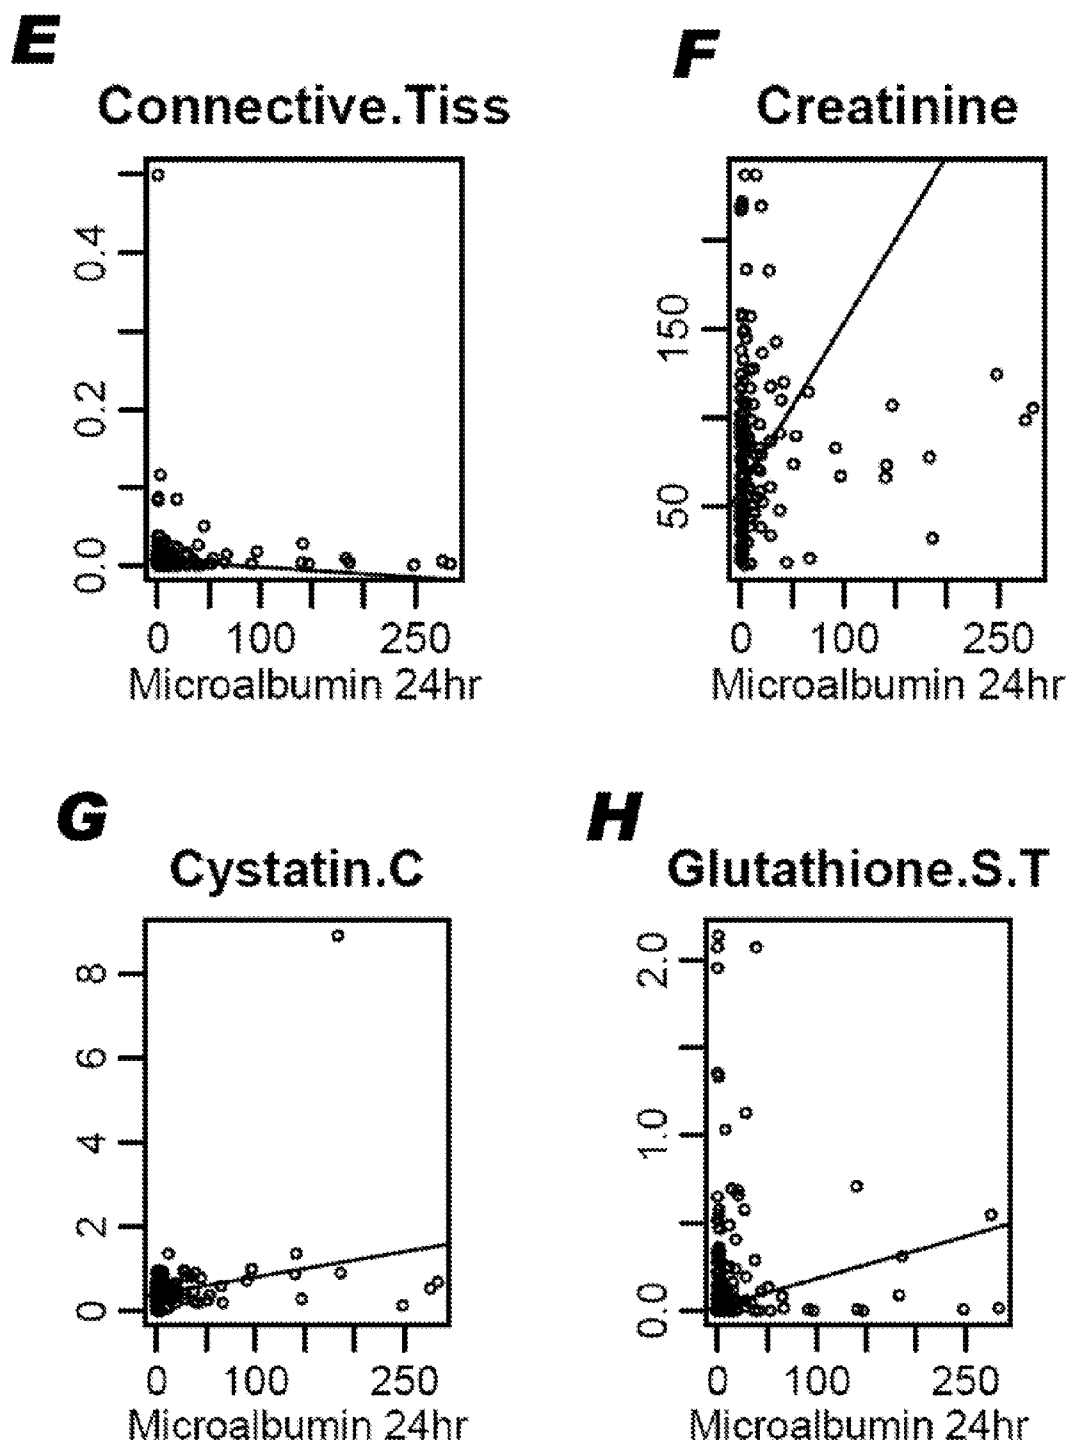 E
F
Connective.Tiss
Creatinine
0.4
0.2
0.0
150
50
0 100 250
0 100 250
Microalbumin 24hr
Microalbumin 24hr
G
H
Cystatin.C
Glutathione.S.T
8
6
4
2
0
2.0
1.0
0.0
0 100 250
0 100 250
Microalbumin 24hr
Microalbumin 24hr